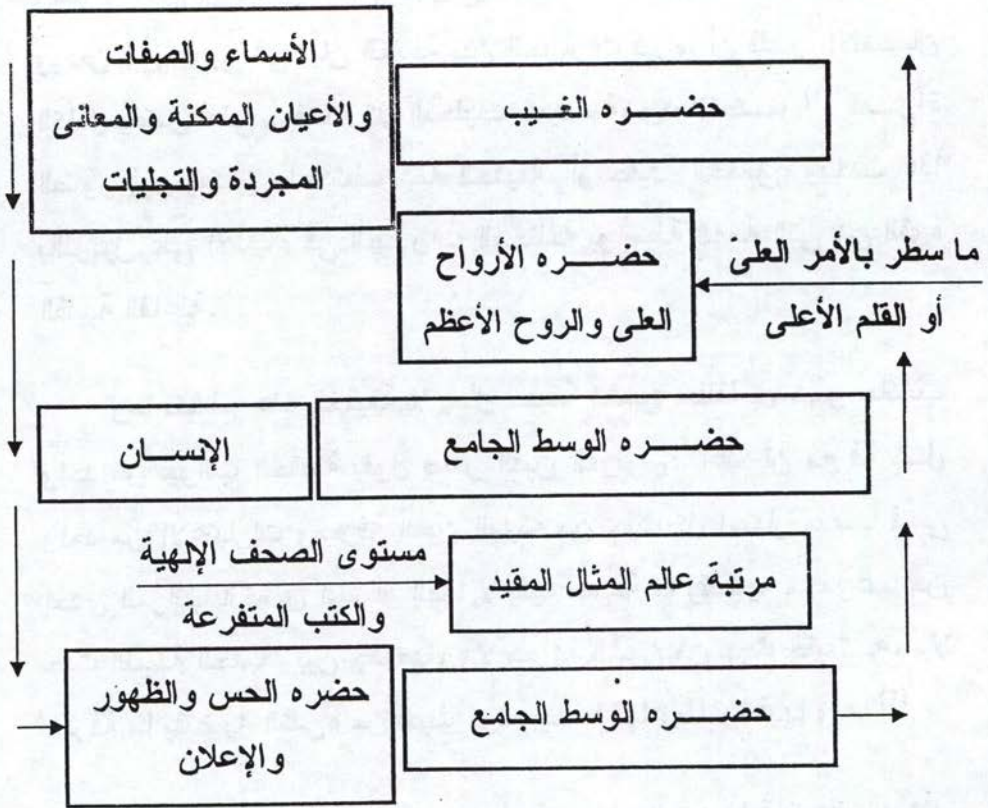 الأسماء والصفات
والأعيان الممكنة والمعانى
المجردة والتجليات
حضـــره الغـــيب
حضـــره الأرواح
العلى والروح الأعظم
ما سطر بالأمر العلىّ
أو القلم الأعلى
حضـــره الوسط الجامع
الإنســـان
مستوى الصحف الإلهية
والكتب المتفرعة
مرتبة عالم المثال المقيد
حضـــره الوسط الجامع
حضره الحس والظهور
والإعلان